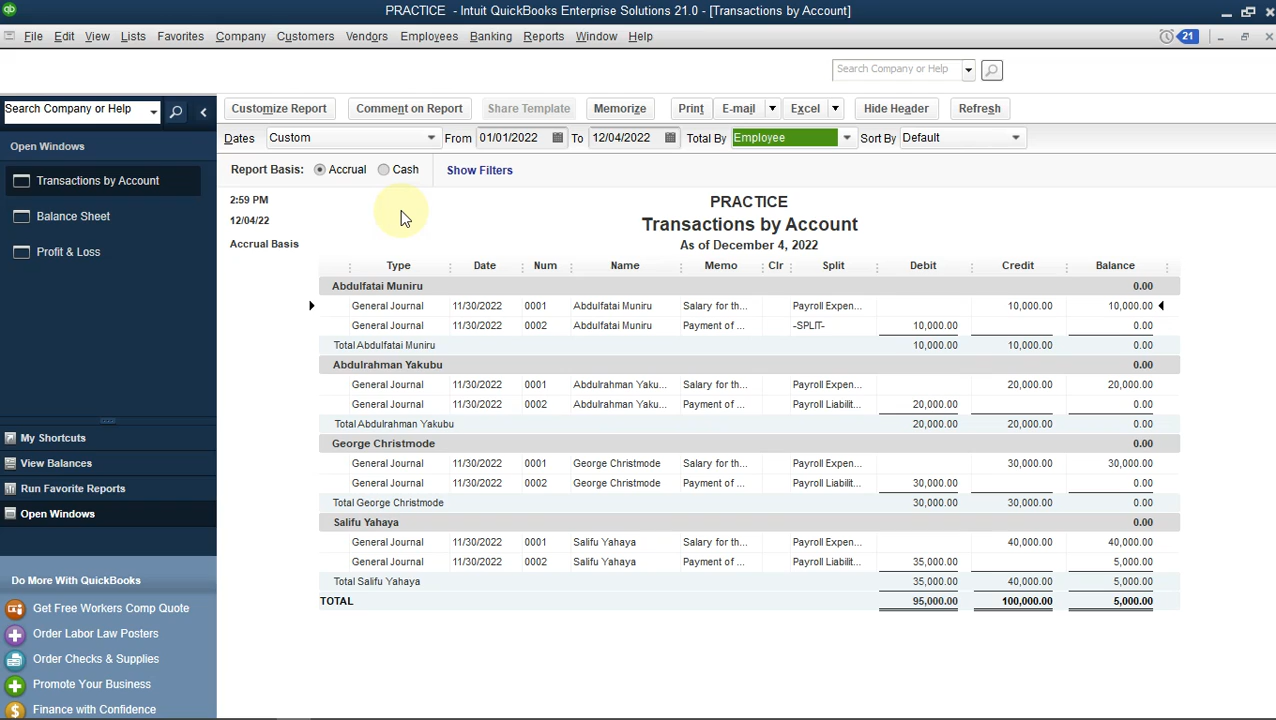 PRACTICE - Intuit QuickBooks Enterprise Solutions 21.0 - [Transactions by Account]
File Edit View Lists Favorites Company Customers Vendors Employees Banking Reports Window Help 21
Search Company or Help
Search Company or Help
Customize Report Comment on Report Share Template Memorize Print E-mail Excel Hide Header Refresh
Dates Custom From 01/01/2022 To 12/04/2022 Total By Employee Sort By Default
Report Basis: Accrual Cash Show Filters
Open Windows
Transactions by Account
Balance Sheet
Profit & Loss
My Shortcuts
View Balances
Run Favorite Reports
Open Windows
Do More With QuickBooks
Get Free Workers Comp Quote
Order Labor Law Posters
Order Checks & Supplies
Promote Your Business
Finance with Confidence
2:59 PM
12/04/22
Accrual Basis
PRACTICE
Transactions by Account
As of December 4, 2022
Type Date Num Name Memo Clr Split Debit Credit Balance
Abdulfatai Muniru 0.00
General Journal 11/30/2022 0001 Abdulfatai Muniru Salary for th... Payroll Expen... 10,000.00 10,000.00
General Journal 11/30/2022 0002 Abdulfatai Muniru Payment of ... -SPLIT- 10,000.00 0.00
Total Abdulfatai Muniru 10,000.00 10,000.00 0.00
Abdulrahman Yakubu 0.00
General Journal 11/30/2022 0001 Abdulrahman Yaku... Salary for th... Payroll Expen... 20,000.00 20,000.00
General Journal 11/30/2022 0002 Abdulrahman Yaku... Payment of ... Payroll Liabilit... 20,000.00 0.00
Total Abdulrahman Yakubu 20,000.00 20,000.00 0.00
George Christmode 0.00
General Journal 11/30/2022 0001 George Christmode Salary for th... Payroll Expen... 30,000.00 30,000.00
General Journal 11/30/2022 0002 George Christmode Payment of ... Payroll Liabilit... 30,000.00 0.00
Total George Christmode 30,000.00 30,000.00 0.00
Salifu Yahaya 0.00
General Journal 11/30/2022 0001 Salifu Yahaya Salary for th... Payroll Expen... 40,000.00 40,000.00
General Journal 11/30/2022 0002 Salifu Yahaya Payment of ... Payroll Liabilit... 35,000.00 5,000.00
Total Salifu Yahaya 35,000.00 40,000.00 5,000.00
TOTAL 95,000.00 100,000.00 5,000.00